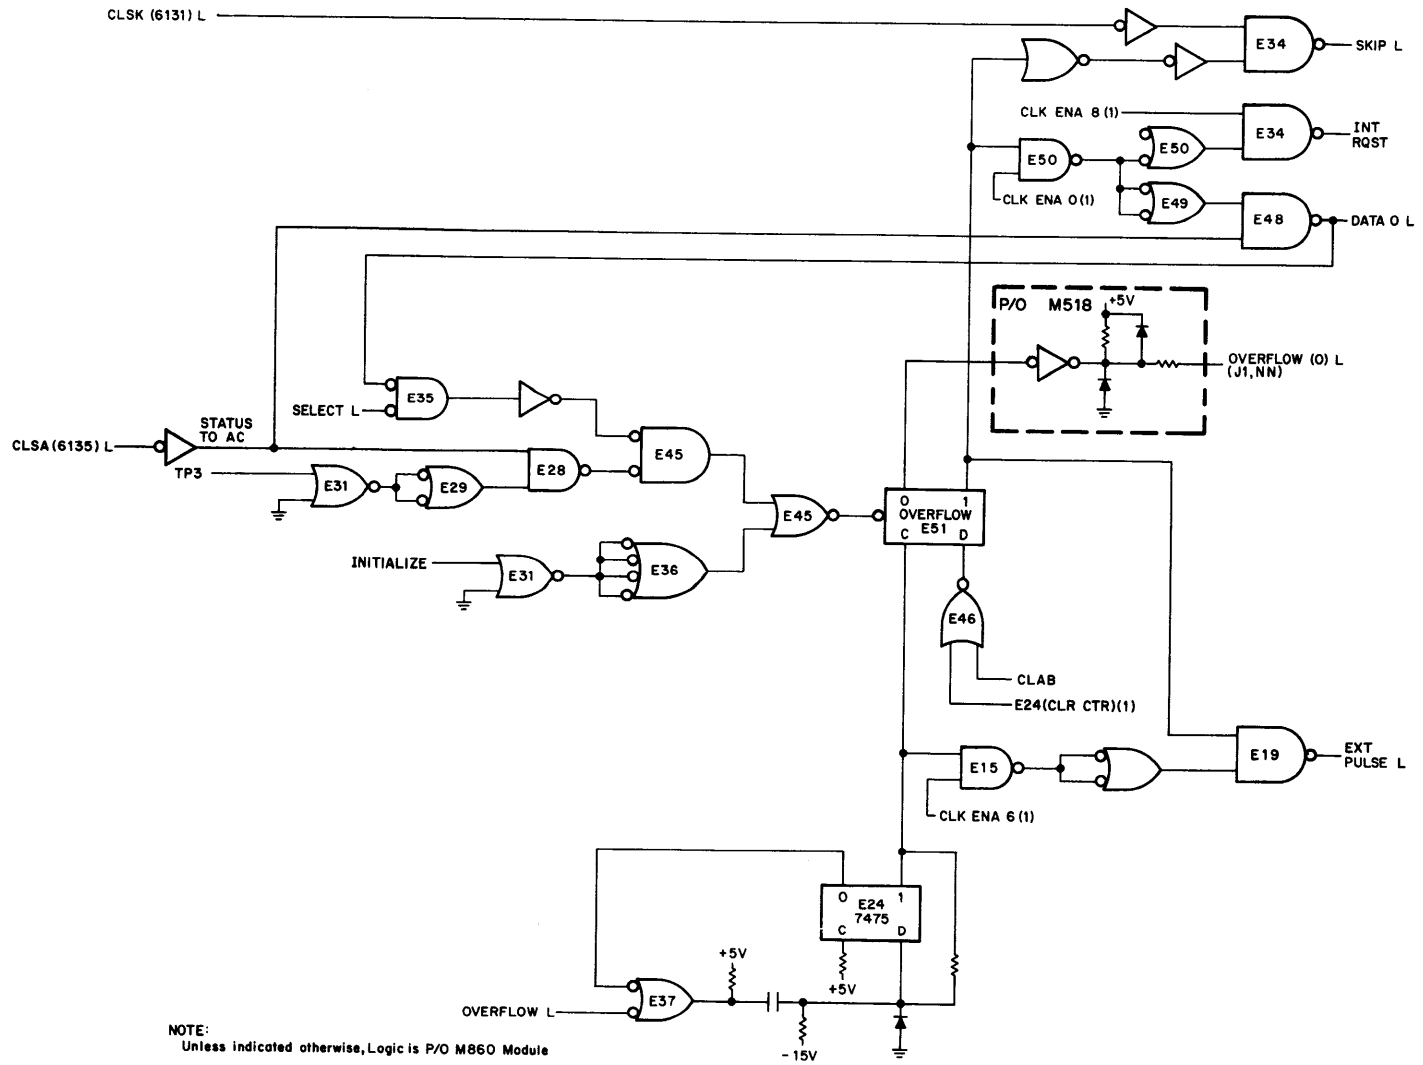 CLSK (6131) L
E34
SKIP L
CLK ENA 8 (1)
E50
E34
INT
RQST
E50
CLK ENA 0 (1)
E49
E48
DATA 0 L
P/O M518
+5V
OVERFLOW (0) L
(J1, NN)
E35
SELECT L
STATUS
TO AC
CLSA (6135) L
E45
TP3
E31
E29
E28
E45
0 1
OVERFLOW
E51
C D
INITIALIZE
E31
E36
E46
CLAB
E24 (CLR CTR) (1)
E15
E19
EXT
PULSE L
CLK ENA 6 (1)
0 1
E24
7475
C D
+5V
+5V
E37
OVERFLOW L
-15V
NOTE:
Unless indicated otherwise, Logic is P/O M860 Module